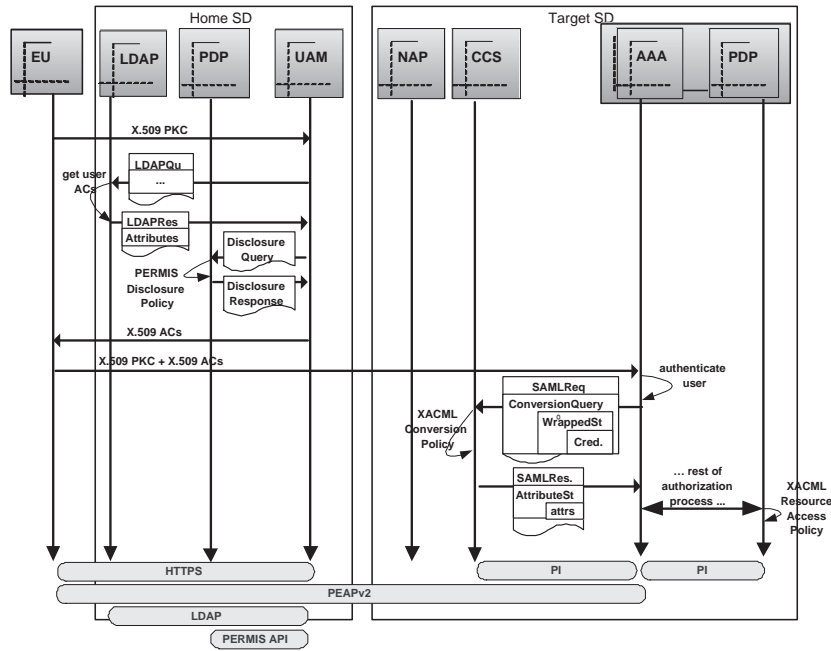 Home SD
Target SD
EU
LDAP
PDP
UAM
NAP
CCS
AAA
PDP
X.509 PKC
LDAPQu
...
get user
ACs
LDAPRes
Attributes
Disclosure
Query
PERMIS
Disclosure
Policy
Disclosure
Response
X.509 ACs
X.509 PKC + X.509 ACs
authenticate
user
SAMLReq
ConversionQuery
WrappedSt
Cred.
XACML
Conversion
Policy
SAMLRes.
AttributeSt
attrs
... rest of
authorization
process ...
XACML
Resource
Access
Policy
HTTPS
PI
PI
PEAPv2
LDAP
PERMIS API